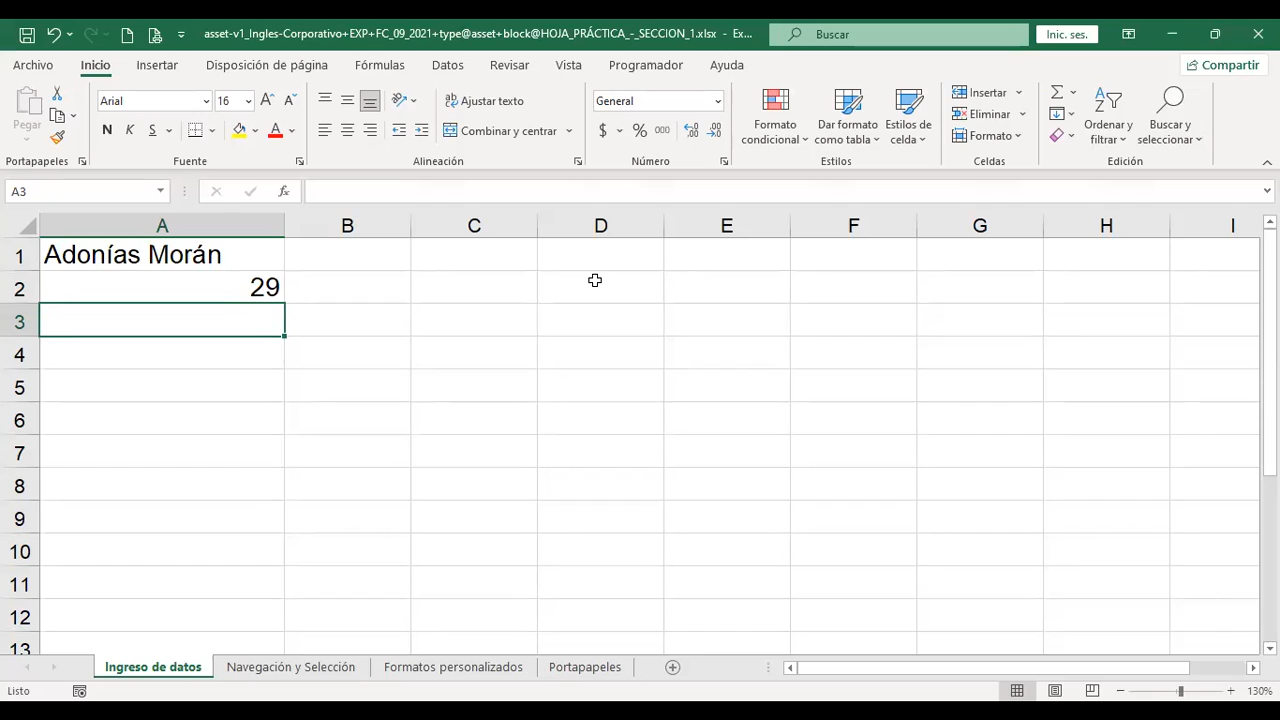 asset-v1_Ingles-Corporativo+EXP+FC_09_2021+type@asset+block@HOJA_PRÁCTICA_-_SECCION_1.xlsx - Ex...
Buscar
Inic. ses.
Archivo Inicio Insertar Disposición de página Fórmulas Datos Revisar Vista Programador Ayuda
Compartir
Pegar
Arial 16
N K S A
Ajustar texto
Combinar y centrar
General
$ % 000
Formato condicional
Dar formato como tabla
Estilos de celda
Insertar
Eliminar
Formato
Ordenar y filtrar
Buscar y seleccionar
Portapapeles Fuente Alineación Número Estilos Celdas Edición
A3 fx
A B C D E F G H I
1 Adonías Morán
2 29
3
4
5
6
7
8
9
10
11
12
13
Ingreso de datos Navegación y Selección Formatos personalizados Portapapeles
Listo 130%